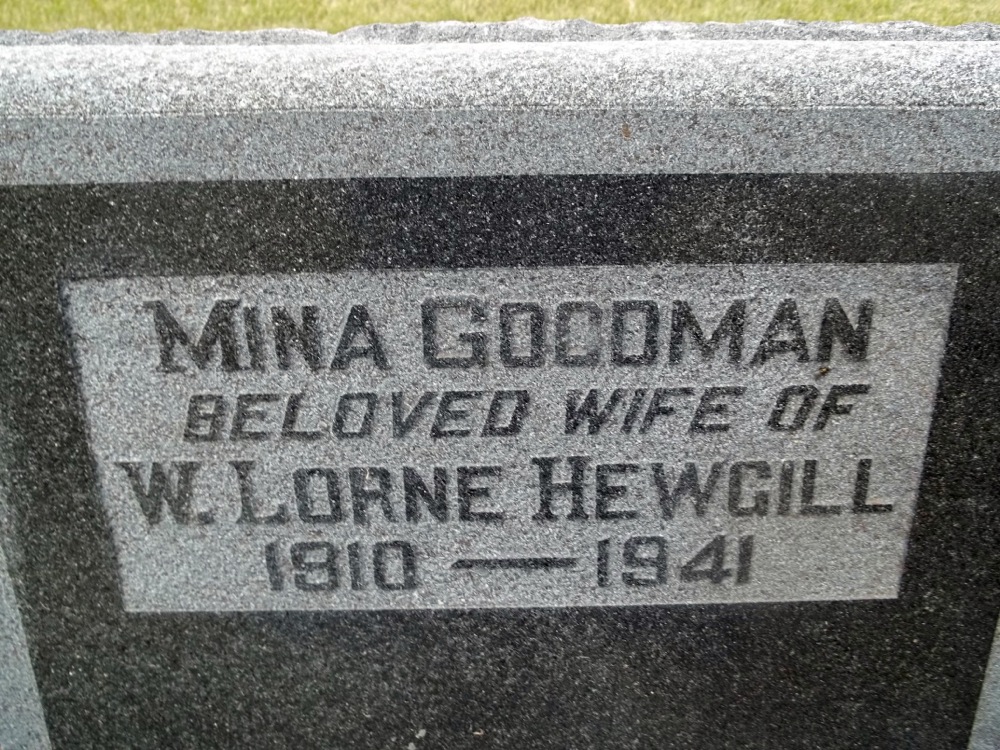 MINA GOODMAN
BELOVED WIFE OF
W. LORNE HEWGILL
1910 — 1941